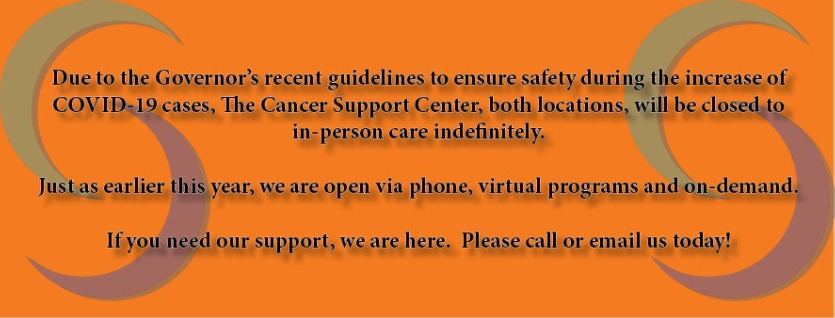 Due to the Governor's recent guidelines to ensure safety during the increase of
COVID-19 cases, The Cancer Support Center, both locations, will be closed to
in-person care indefinitely.
Just as earlier this year, we are open via phone, virtual programs and on-demand.
If you need our support, we are here.  Please call or email us today!